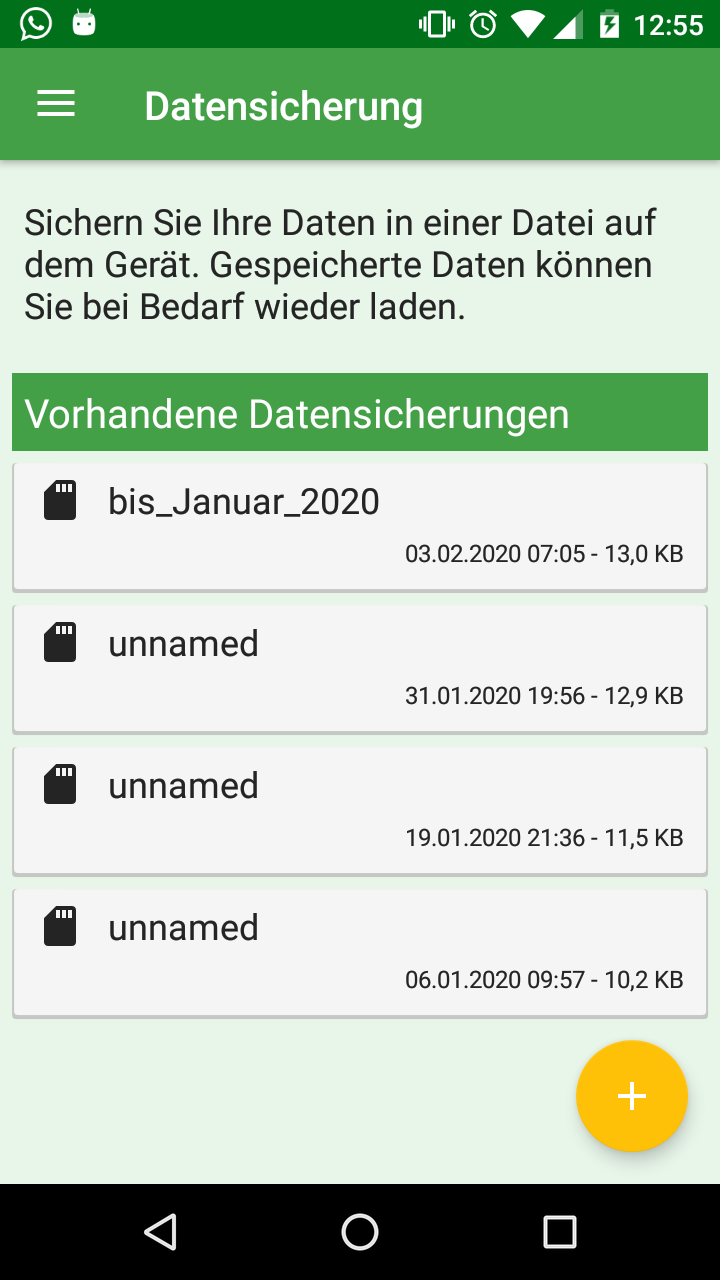 12:55
Datensicherung
Sichern Sie Ihre Daten in einer Datei auf
dem Gerät. Gespeicherte Daten können
Sie bei Bedarf wieder laden.
Vorhandene Datensicherungen
bis_Januar_2020
03.02.2020 07:05 - 13,0 KB
unnamed
31.01.2020 19:56 - 12,9 KB
unnamed
19.01.2020 21:36 - 11,5 KB
unnamed
06.01.2020 09:57 - 10,2 KB